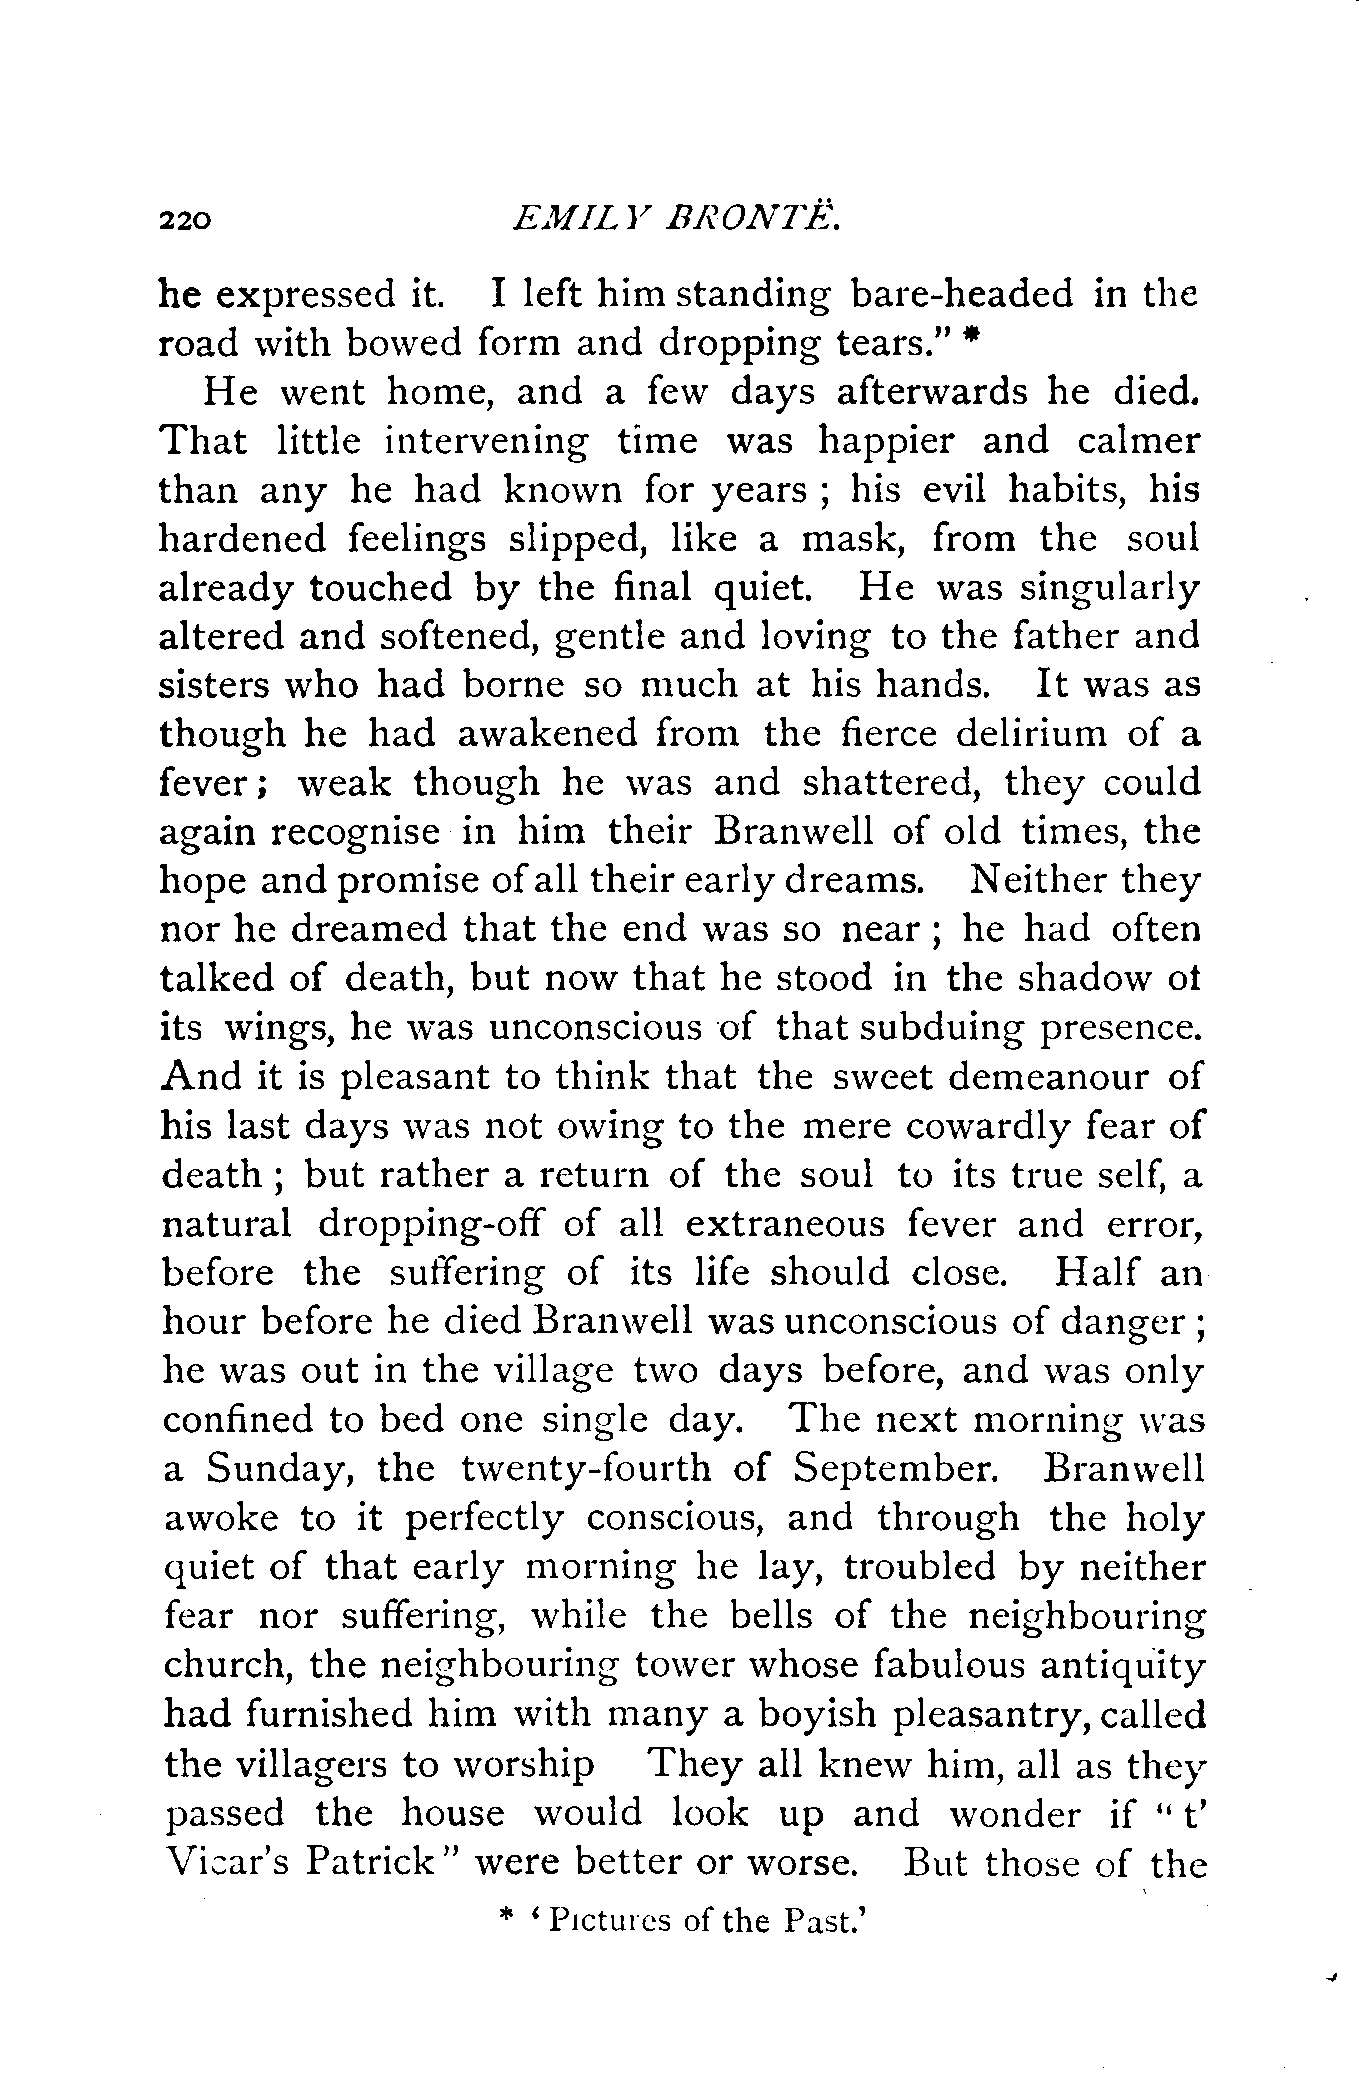 220 EMILY BRONTË.
he expressed it. I left him standing bare-headed in the
road with bowed form and dropping tears." *
He went home, and a few days afterwards he died.
That little intervening time was happier and calmer
than any he had known for years ; his evil habits, his
hardened feelings slipped, like a mask, from the soul
already touched by the final quiet. He was singularly
altered and softened, gentle and loving to the father and
sisters who had borne so much at his hands. It was as
though he had awakened from the fierce delirium of a
fever ; weak though he was and shattered, they could
again recognise in him their Branwell of old times, the
hope and promise of all their early dreams. Neither they
nor he dreamed that the end was so near ; he had often
talked of death, but now that he stood in the shadow of
its wings, he was unconscious of that subduing presence.
And it is pleasant to think that the sweet demeanour of
his last days was not owing to the mere cowardly fear of
death ; but rather a return of the soul to its true self, a
natural dropping-off of all extraneous fever and error,
before the suffering of its life should close. Half an
hour before he died Branwell was unconscious of danger ;
he was out in the village two days before, and was only
confined to bed one single day. The next morning was
a Sunday, the twenty-fourth of September. Branwell
awoke to it perfectly conscious, and through the holy
quiet of that early morning he lay, troubled by neither
fear nor suffering, while the bells of the neighbouring
church, the neighbouring tower whose fabulous antiquity
had furnished him with many a boyish pleasantry, called
the villagers to worship They all knew him, all as they
passed the house would look up and wonder if " t'
Vicar's Patrick " were better or worse. But those of the
* ' Pictures of the Past.'